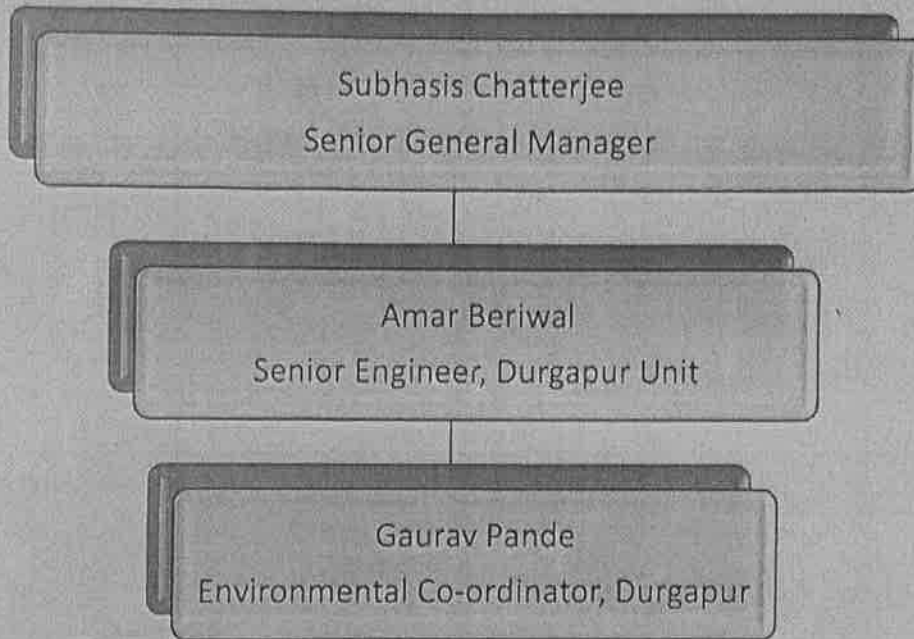 Subhasis Chatterjee
Senior General Manager
Amar Beriwal
Senior Engineer, Durgapur Unit
Gaurav Pande
Environmental Co-ordinator, Durgapur